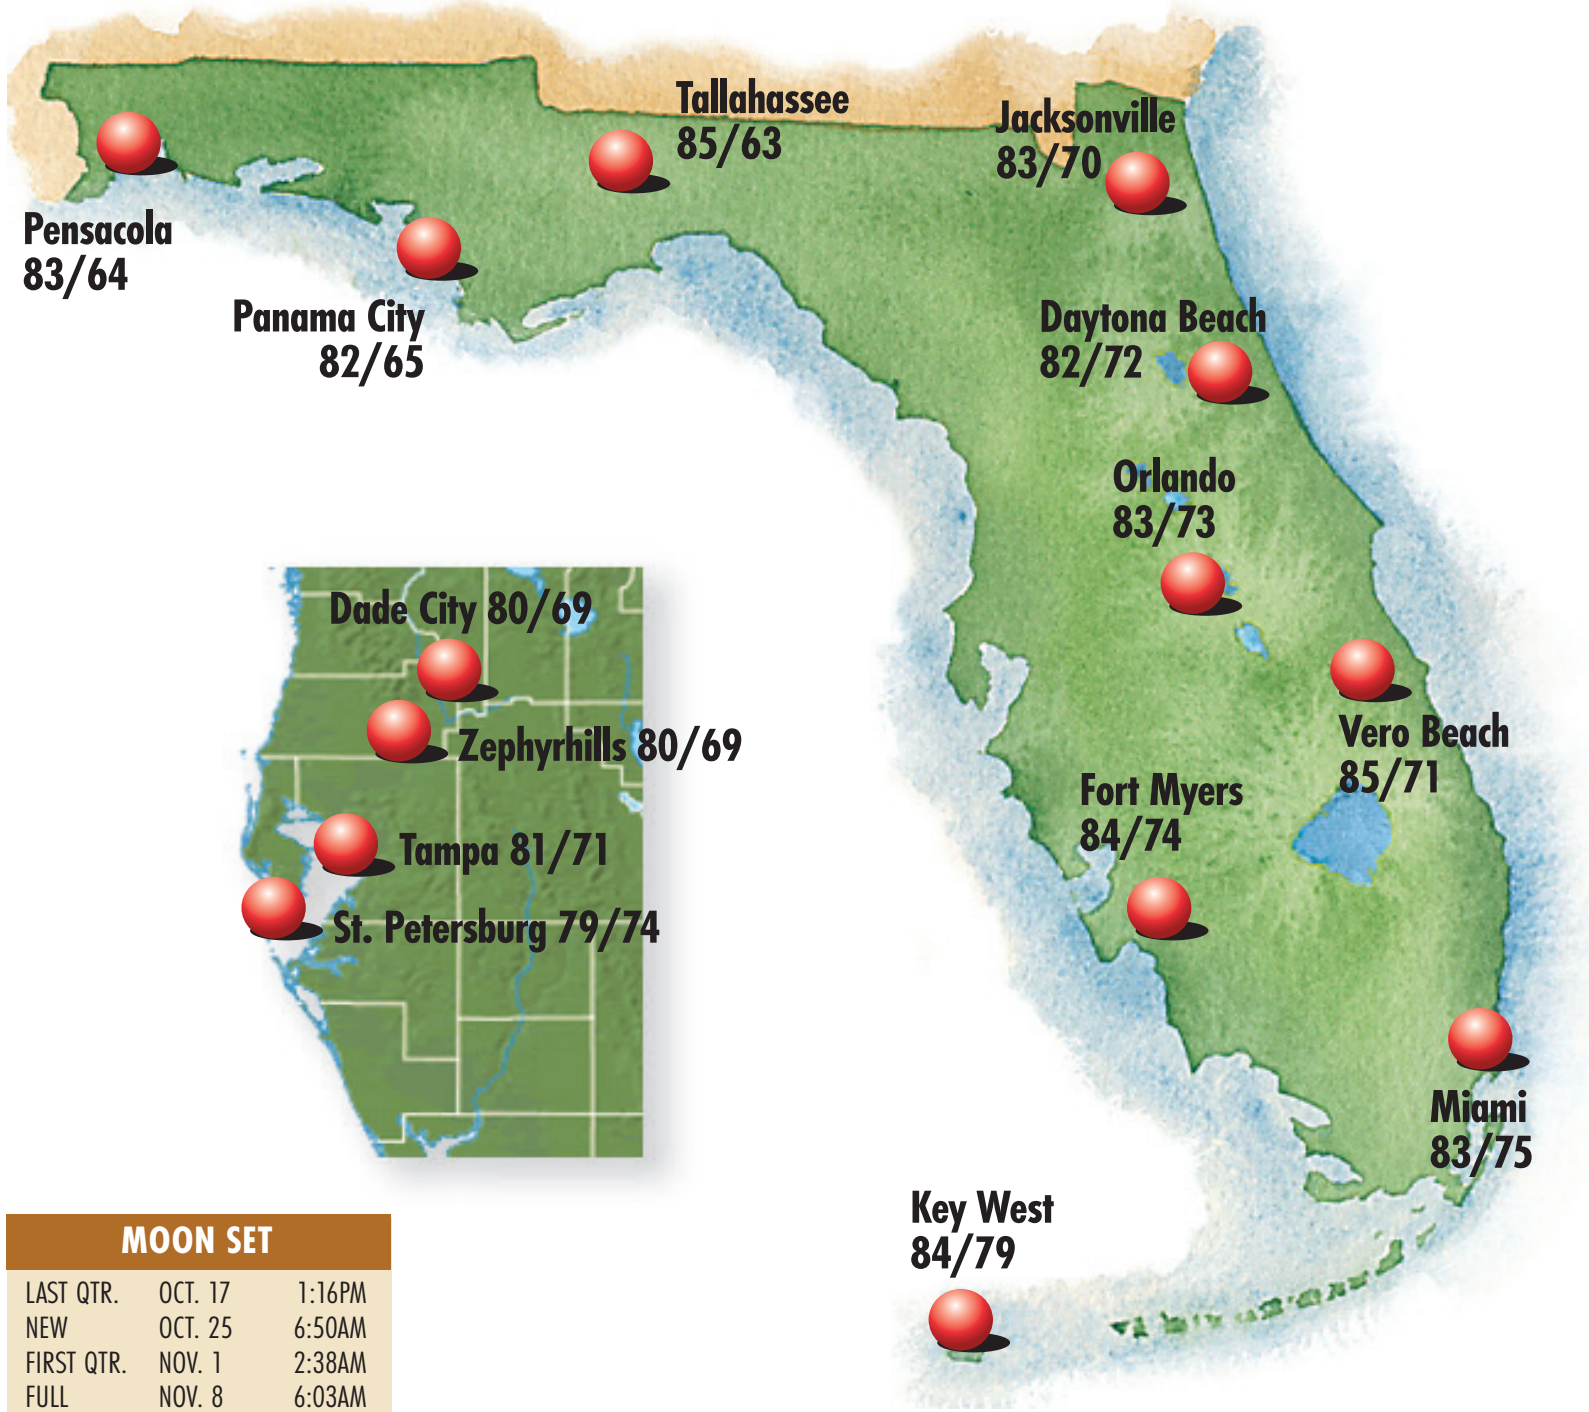 Tallahassee
85/63
Jacksonville
83/70
Pensacola
83/64
Panama City
82/65
Daytona Beach
82/72
Orlando
83/73
Dade City 80/69
Zephyrhills 80/69
Vero Beach
85/71
Fort Myers
84/74
Tampa 81/71
St. Petersburg 79/74
Miami
83/75
Key West
84/79
MOON SET
LAST QTR. OCT. 17 1:16PM
NEW OCT. 25 6:50AM
FIRST QTR. NOV. 1 2:38AM
FULL NOV. 8 6:03AM